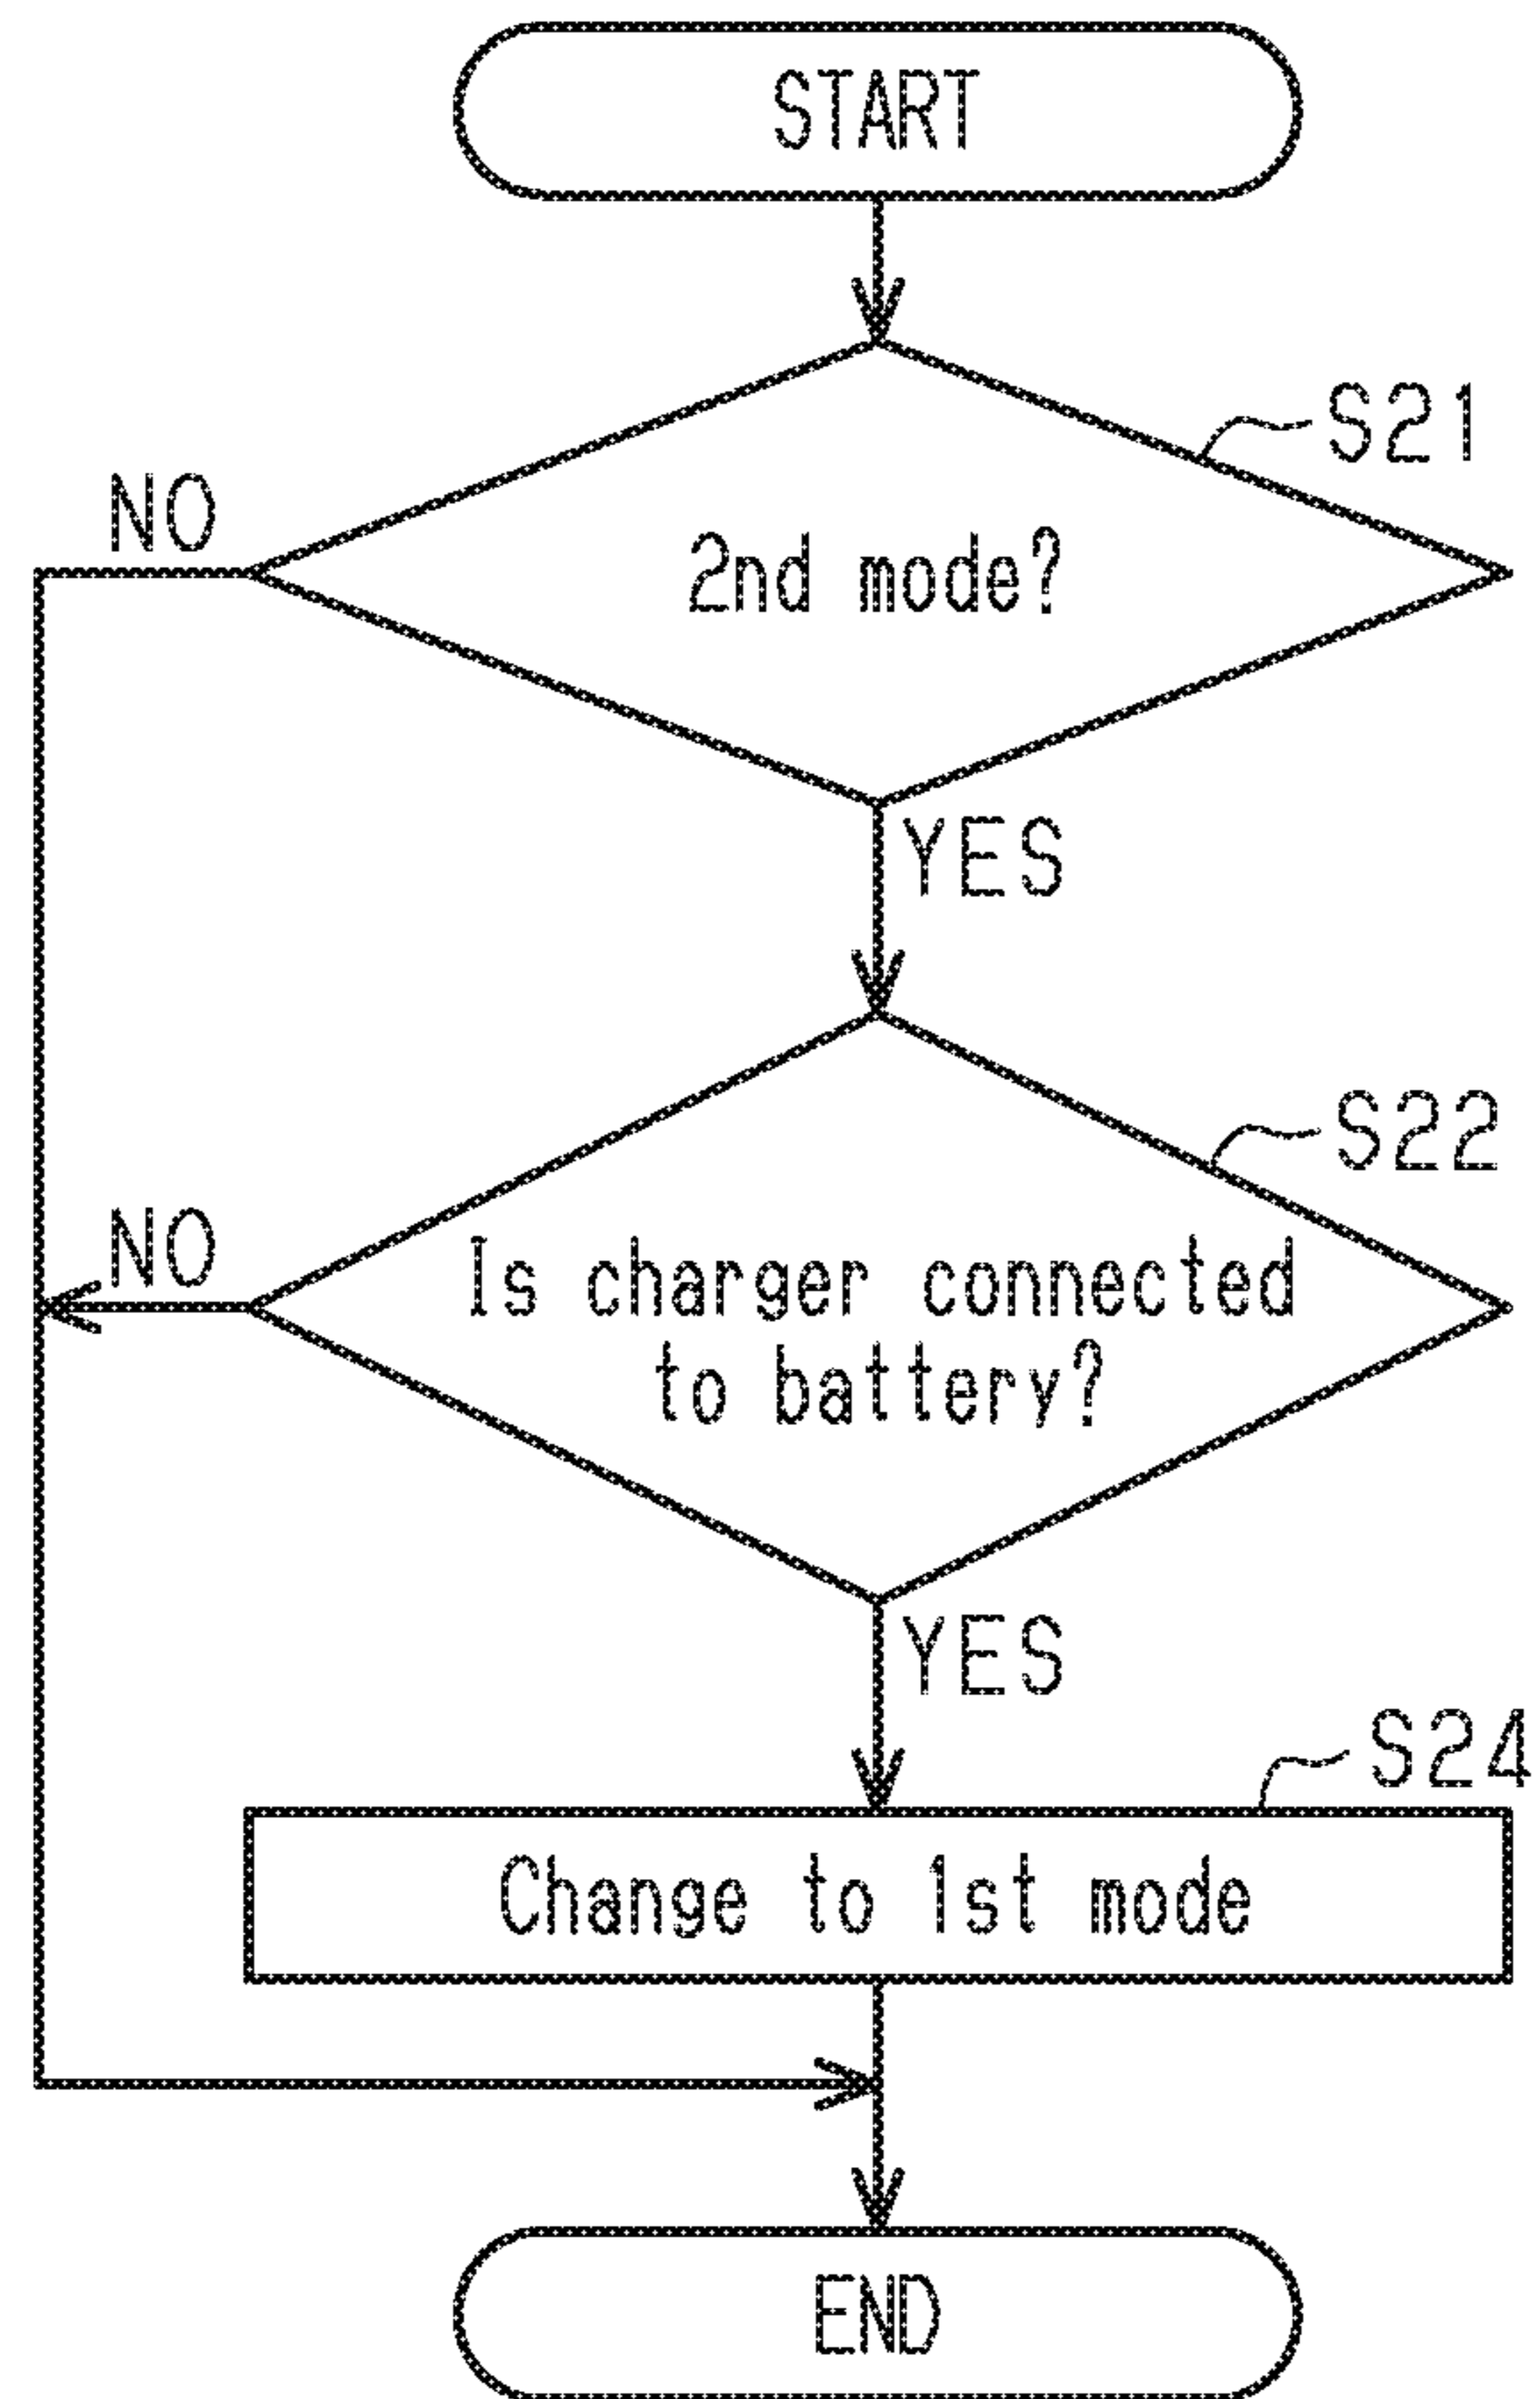 START
S21
NO
2nd mode?
YES
S22
NO
Is charger connected
to battery?
YES
S24
Change to 1st mode
END